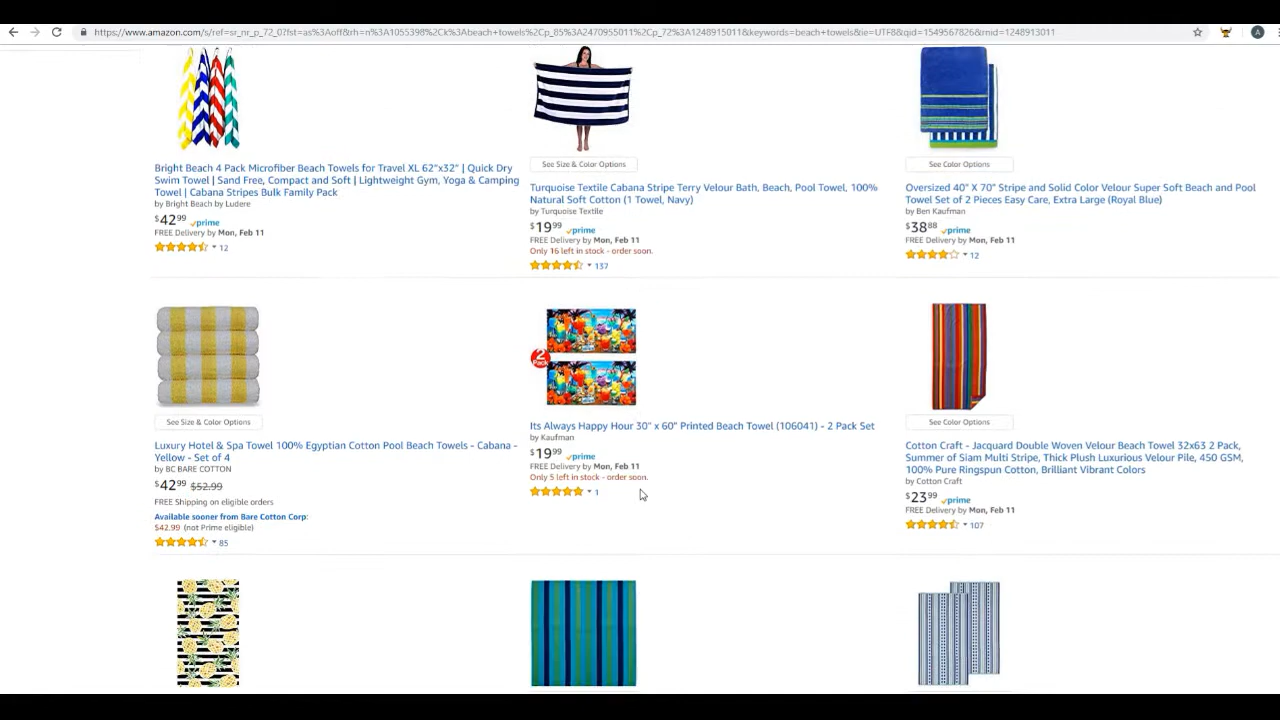 https://www.amazon.com/s/ref=sr_nr_p_72_0?fst=as%3Aoff&rh=n%3A1055398%2Ck%3Abeach+towels%2Cp_85%3A2470955011%2Cp_72%3A1248915011&keywords=beach+towels&ie=UTF8&qid=1549567826&rnid=1248913011
A
Bright Beach 4 Pack Microfiber Beach Towels for Travel XL 62"x32" | Quick Dry
Swim Towel | Sand Free, Compact and Soft | Lightweight Gym, Yoga & Camping
Towel | Cabana Stripes Bulk Family Pack
by Bright Beach by Ludere
$42 99 prime
FREE Delivery by Mon, Feb 11
12
See Size & Color Options
Turquoise Textile Cabana Stripe Terry Velour Bath, Beach, Pool Towel, 100%
Natural Soft Cotton (1 Towel, Navy)
by Turquoise Textile
$19 99 prime
FREE Delivery by Mon, Feb 11
Only 16 left in stock - order soon.
137
See Color Options
Oversized 40" X 70" Stripe and Solid Color Velour Super Soft Beach and Pool
Towel Set of 2 Pieces Easy Care, Extra Large (Royal Blue)
by Ben Kaufman
$38 88 prime
FREE Delivery by Mon, Feb 11
12
See Size & Color Options
Luxury Hotel & Spa Towel 100% Egyptian Cotton Pool Beach Towels - Cabana -
Yellow - Set of 4
by BC BARE COTTON
$42 99 $52.99
FREE Shipping on eligible orders
Available sooner from Bare Cotton Corp:
$42.99 (not Prime eligible)
85
2
Pack
Its Always Happy Hour 30" x 60" Printed Beach Towel (106041) - 2 Pack Set
by Kaufman
$19 99 prime
FREE Delivery by Mon, Feb 11
Only 5 left in stock - order soon.
1
See Color Options
Cotton Craft - Jacquard Double Woven Velour Beach Towel 32x63 2 Pack,
Summer of Siam Multi Stripe, Thick Plush Luxurious Velour Pile, 450 GSM,
100% Pure Ringspun Cotton, Brilliant Vibrant Colors
by Cotton Craft
$23 99 prime
FREE Delivery by Mon, Feb 11
107